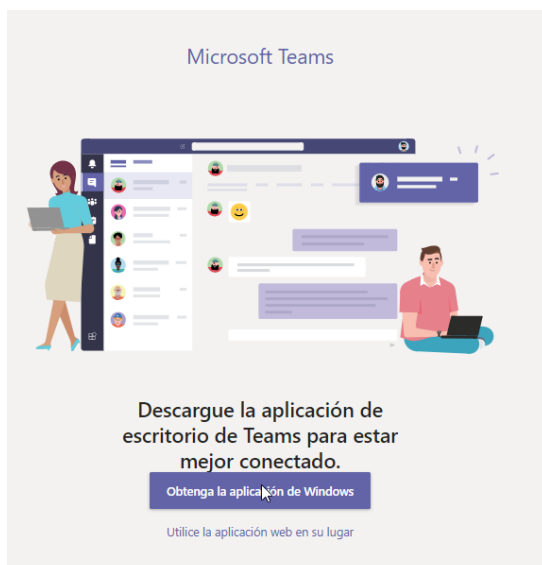 Microsoft Teams
Descargue la aplicación de
escritorio de Teams para estar
mejor conectado.
Obtenga la aplicación de Windows
Utilice la aplicación web en su lugar